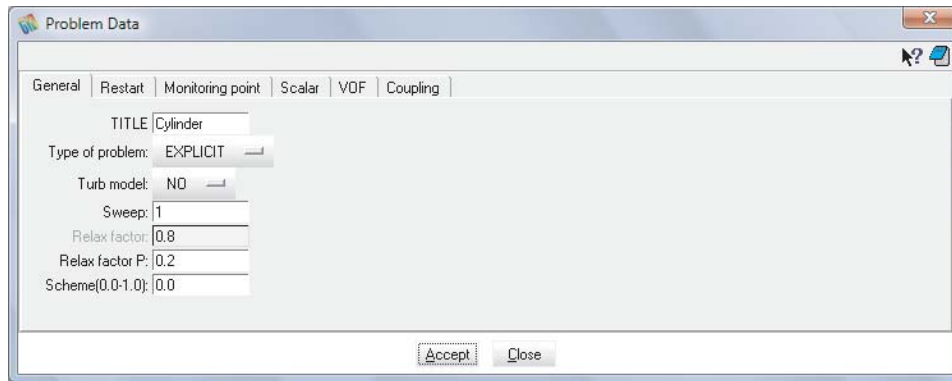 Problem Data
General Restart Monitoring point Scalar VOF Coupling
TITLE Cylinder
Type of problem: EXPLICIT
Turb model: NO
Sweep: 1
Relax factor: 0.8
Relax factor P: 0.2
Scheme(0.0-1.0): 0.0
Accept Close